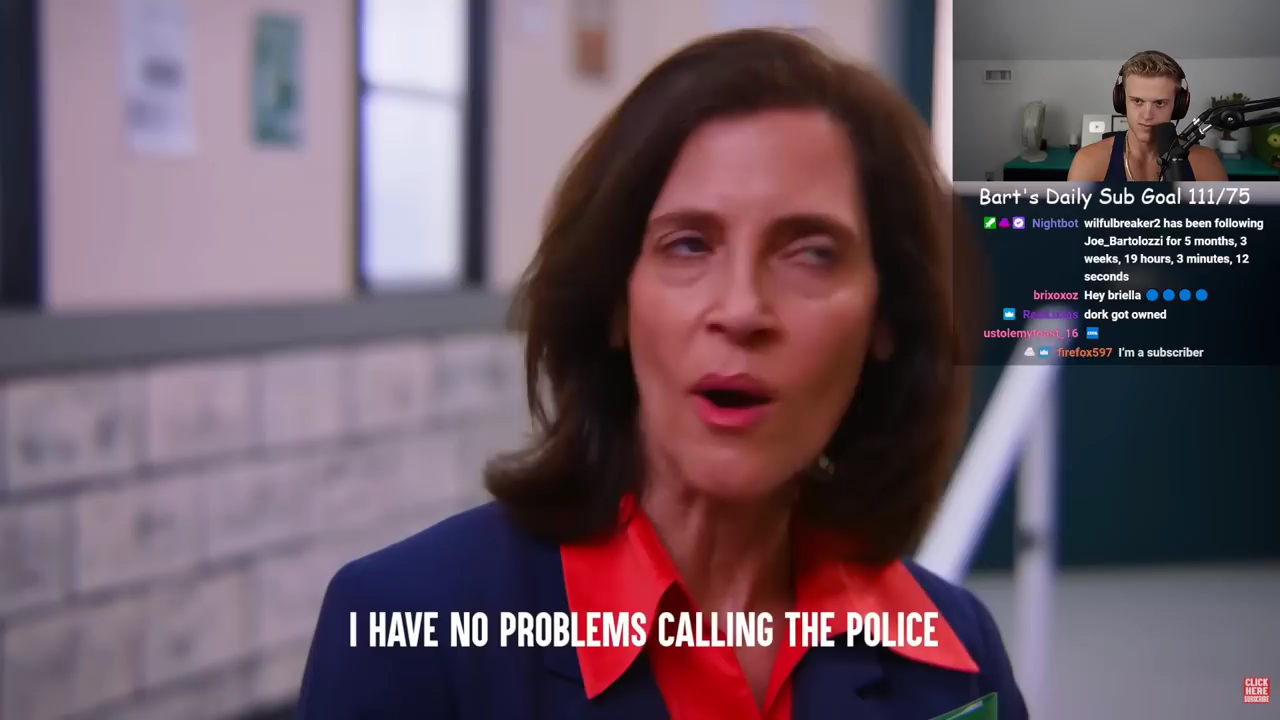 Bart's Daily Sub Goal 111/75
Nightbot wilfulbreaker2 has been following
Joe_Bartolozzi for 5 months, 3
weeks, 19 hours, 3 minutes, 12
seconds
brixoxoz Hey briella
dork got owned
ustolemytoast_16
firefox597 I'm a subscriber
I HAVE NO PROBLEMS CALLING THE POLICE
CLICK
HERE
SUBSCRIBE